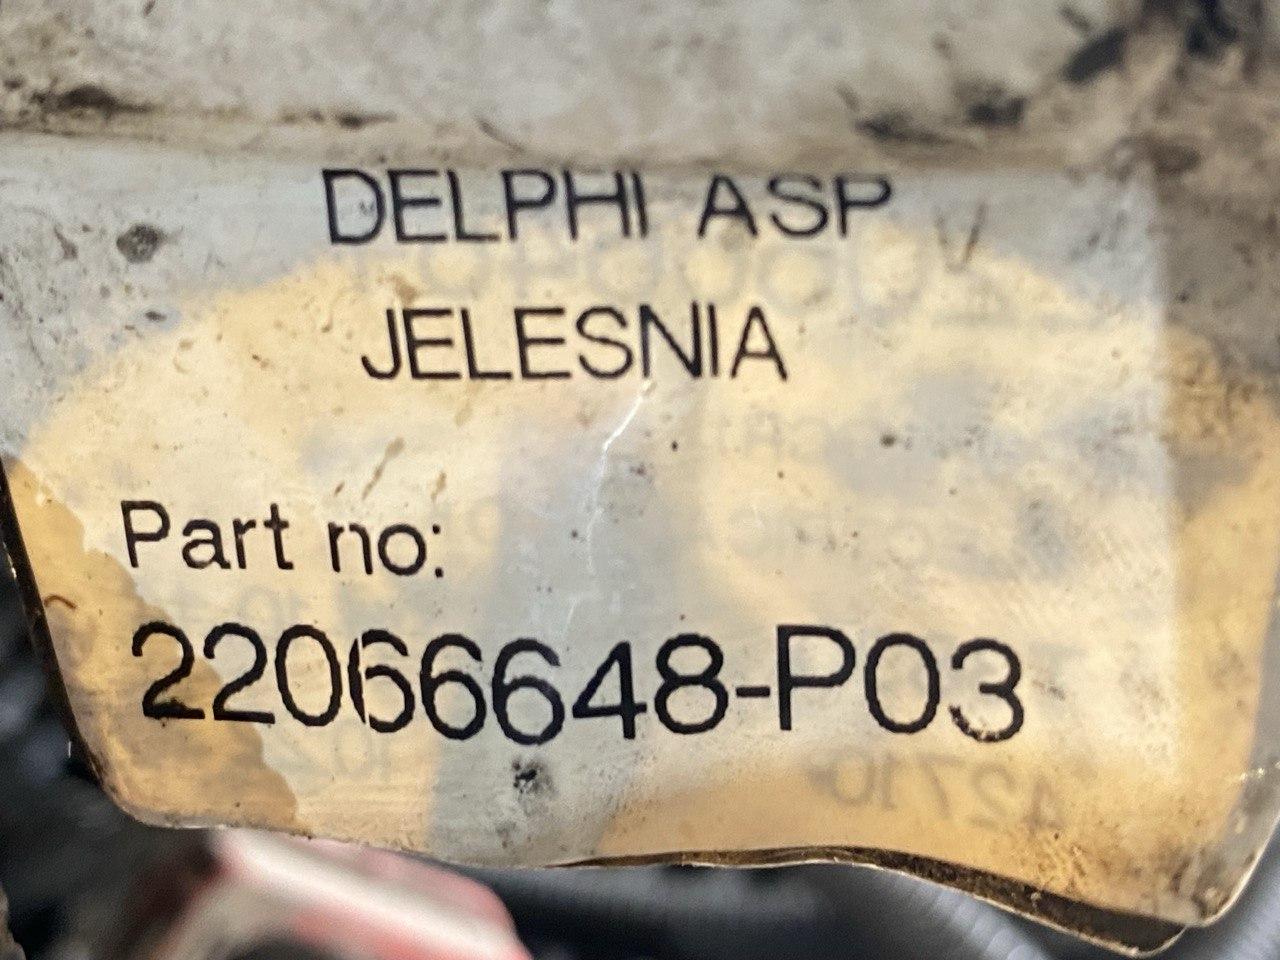 DELPHI ASP
JELESNIA
Part no:
22066648-P03